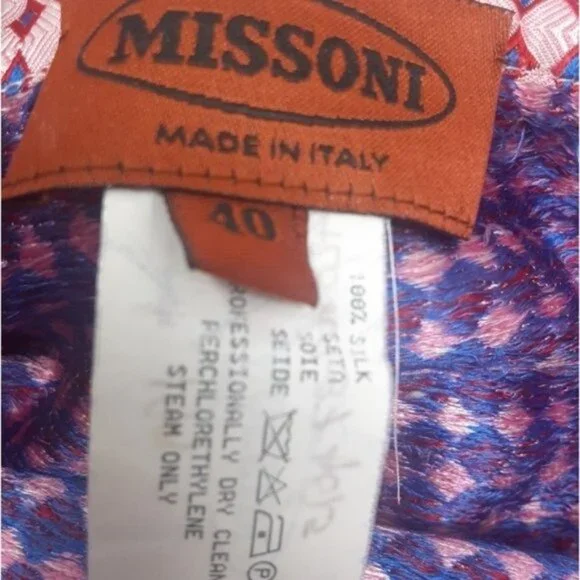 MISSONI
MADE IN ITALY
40
100% SILK
SETA
SOIE
SEIDE
PROFESSIONALLY DRY CLEAN
PERCHLORETHYLENE
STEAM ONLY